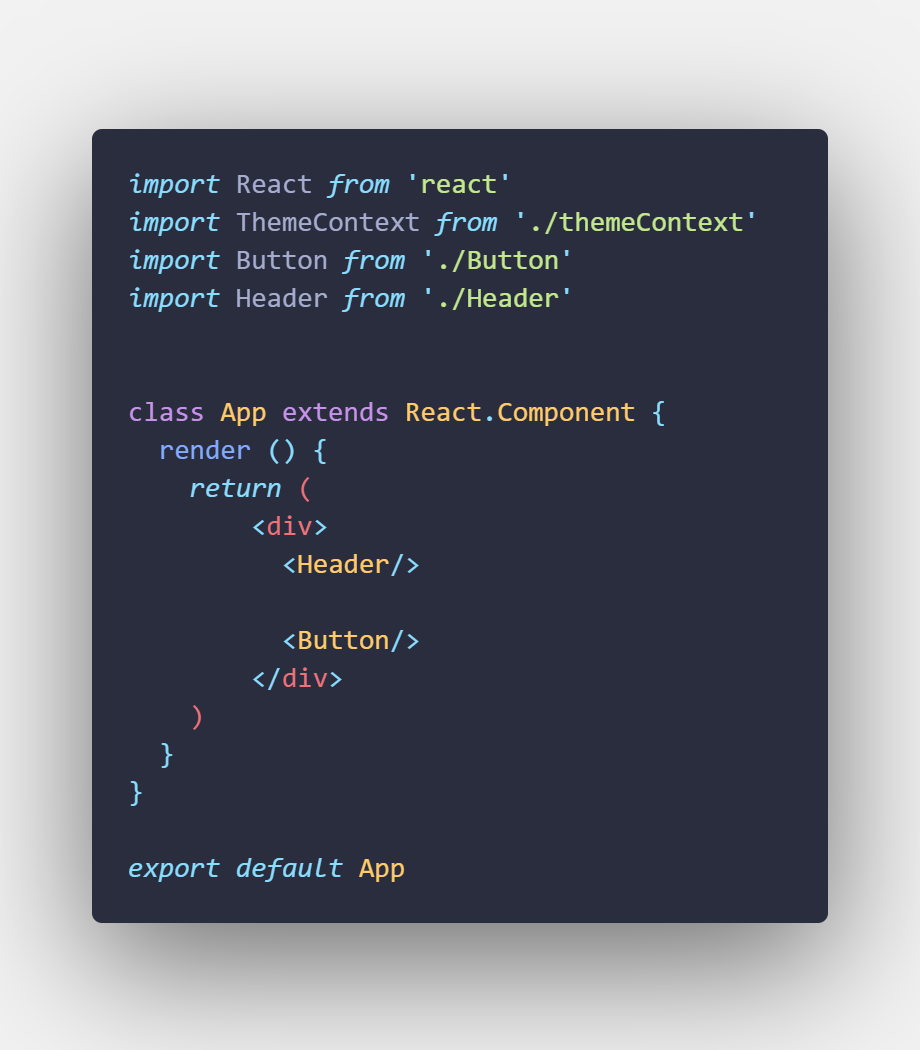 import React from 'react'
import ThemeContext from './themeContext'
import Button from './Button'
import Header from './Header'
class App extends React.Component {
  render () {
    return (
        <div>
          <Header/>
          <Button/>
        </div>
    )
  }
}
export default App